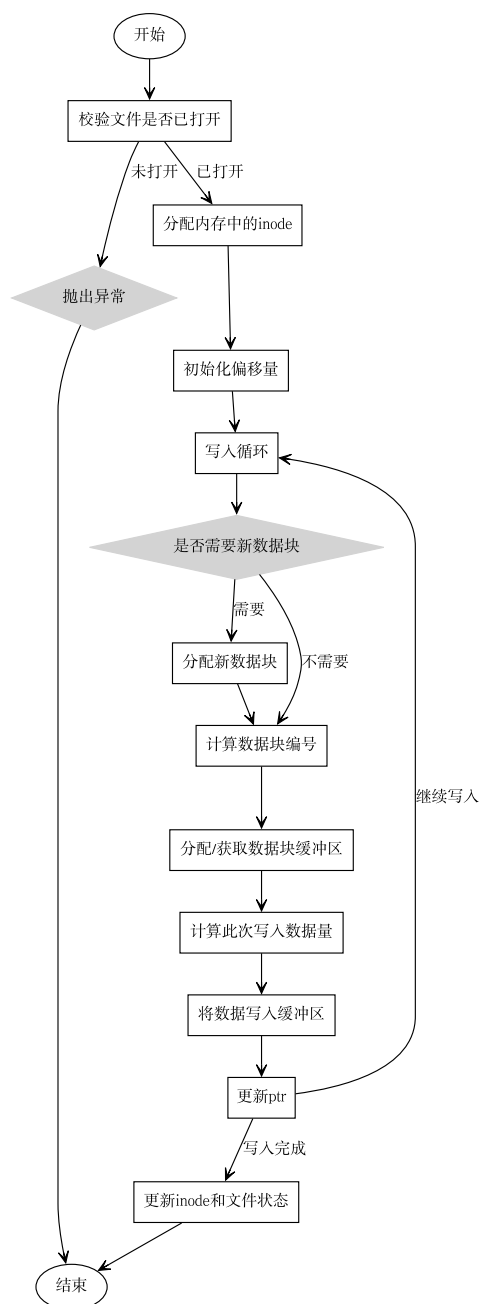 开始
校验文件是否已打开
未打开
已打开
分配内存中的inode
抛出异常
初始化偏移量
写入循环
是否需要新数据块
需要
分配新数据块
不需要
计算数据块编号
继续写入
分配/获取数据块缓冲区
计算此次写入数据量
将数据写入缓冲区
更新ptr
写入完成
更新inode和文件状态
结束